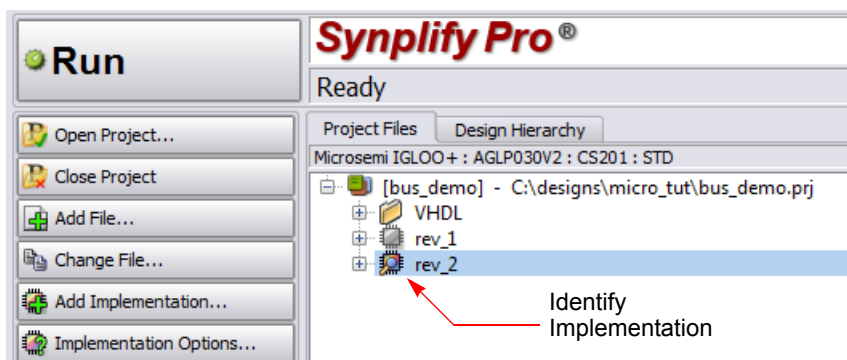 Run
Synplify Pro®
Ready
Open Project...
Close Project
Add File...
Change File...
Add Implementation...
Implementation Options...
Project Files
Design Hierarchy
Microsemi IGLOO+ : AGLP030V2 : CS201 : STD
[bus_demo] - C:\designs\micro_tut\bus_demo.prj
VHDL
rev_1
rev_2
Identify
Implementation